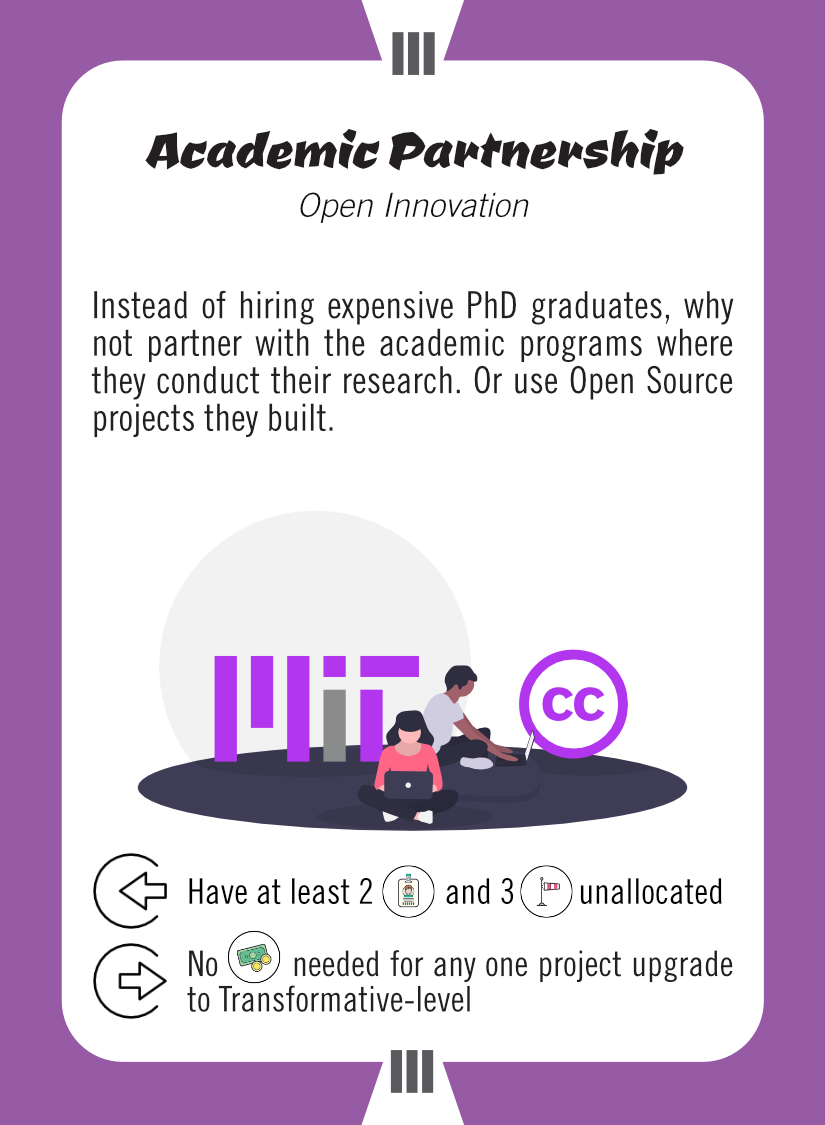 III
Academic Partnership
Open Innovation
Instead of hiring expensive PhD graduates, why
not partner with the academic programs where
they conduct their research. Or use Open Source
projects they built.
MiT
cc
Have at least 2 and 3 unallocated
No needed for any one project upgrade
to Transformative-level
III